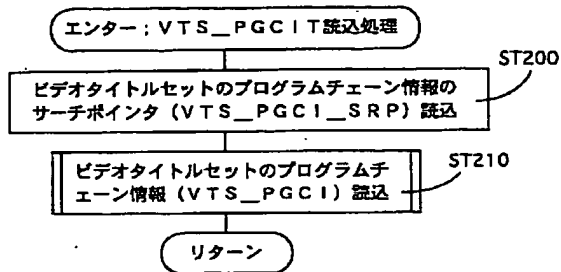 エンター；ＶＴＳ＿ＰＧＣＩＴ読込処理
ST200
ビデオタイトルセットのプログラムチェーン情報の
サーチポインタ（ＶＴＳ＿ＰＧＣＩ＿ＳＲＰ）読込
ST210
ビデオタイトルセットのプログラムチ
ェーン情報（ＶＴＳ＿ＰＧＣＩ）読込
リターン